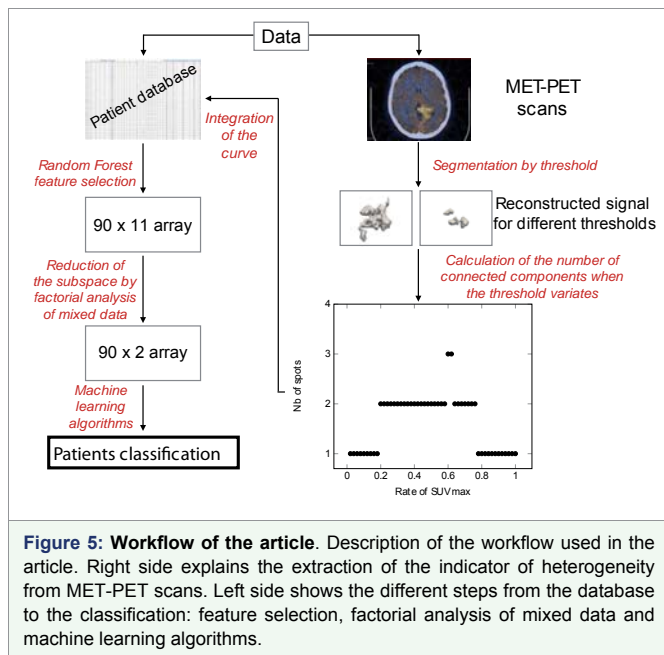 Data
Patient database
MET-PET
scans
Integration
of the
curve
Random Forest
feature selection
Segmentation by threshold
90 x 11 array
Reconstructed signal
for different thresholds
Reduction of
the subspace by
factorial analysis
of mixed data
Calculation of the number of
connected components when
the threshold variates
90 x 2 array
Machine
learning
algorithms
Patients classification
4
3
2
1
Nb of spots
0 0.2 0.4 0.6 0.8 1
Rate of SUVmax
Figure 5: Workflow of the article. Description of the workflow used in the
article. Right side explains the extraction of the indicator of heterogeneity
from MET-PET scans. Left side shows the different steps from the database
to the classification: feature selection, factorial analysis of mixed data and
machine learning algorithms.